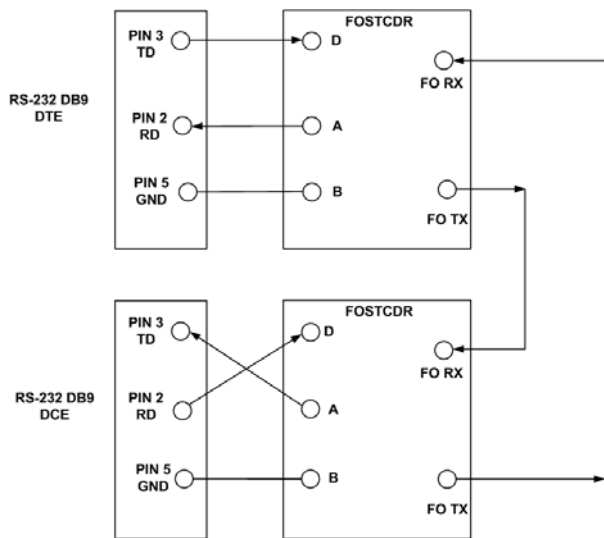 FOSTCDR
PIN 3
TD
D
FO RX
RS-232 DB9
DTE
PIN 2
RD
A
PIN 5
GND
B
FO TX
FOSTCDR
PIN 3
TD
D
FO RX
RS-232 DB9
DCE
PIN 2
RD
A
PIN 5
GND
B
FO TX